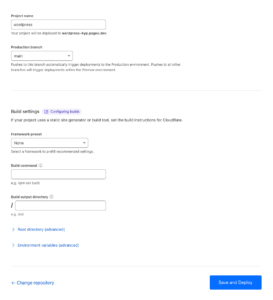 Project name
wordpress
Your project will be deployed to wordpress-mgr.pages.dev.
Production branch
main
Pushes to this branch automatically trigger deployments to the Production environment. Pushes to all other
branches will trigger deployments within the Preview environment.
Build settings
Configuring builds
If your project uses a static site generator or build tool, set the build instructions for Cloudflare
Framework preset
None
Select a framework to prefill recommended settings.
Build command
e.g. npm run build
Build output directory
/
e.g. dist
Root directory (advanced)
Environment variables (advanced)
Change repository
Save and Deploy